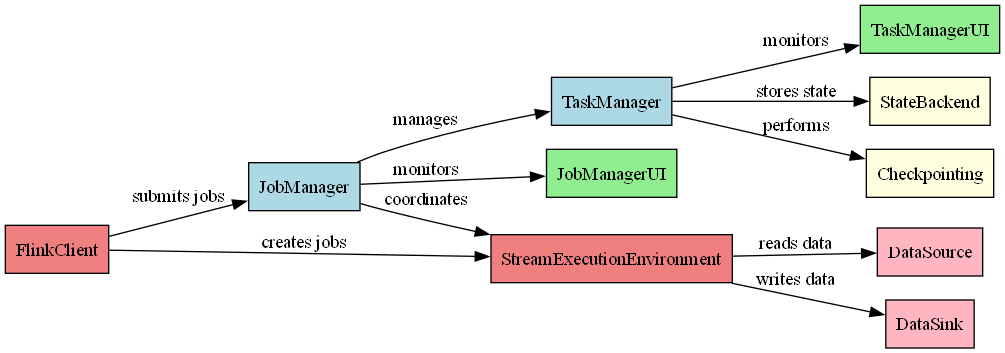 TaskManagerUI
monitors
TaskManager
stores state
StateBackend
manages
performs
Checkpointing
monitors
JobManagerUI
submits jobs
JobManager
coordinates
FlinkClient
creates jobs
StreamExecutionEnvironment
reads data
DataSource
writes data
DataSink